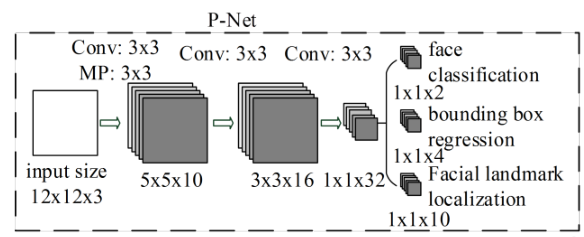 P-Net
Conv: 3x3
MP: 3x3
Conv: 3x3
Conv: 3x3
face
classification
1x1x2
bounding box
regression
1x1x4
Facial landmark
localization
1x1x10
input size
12x12x3
5x5x10
3x3x16
1x1x32